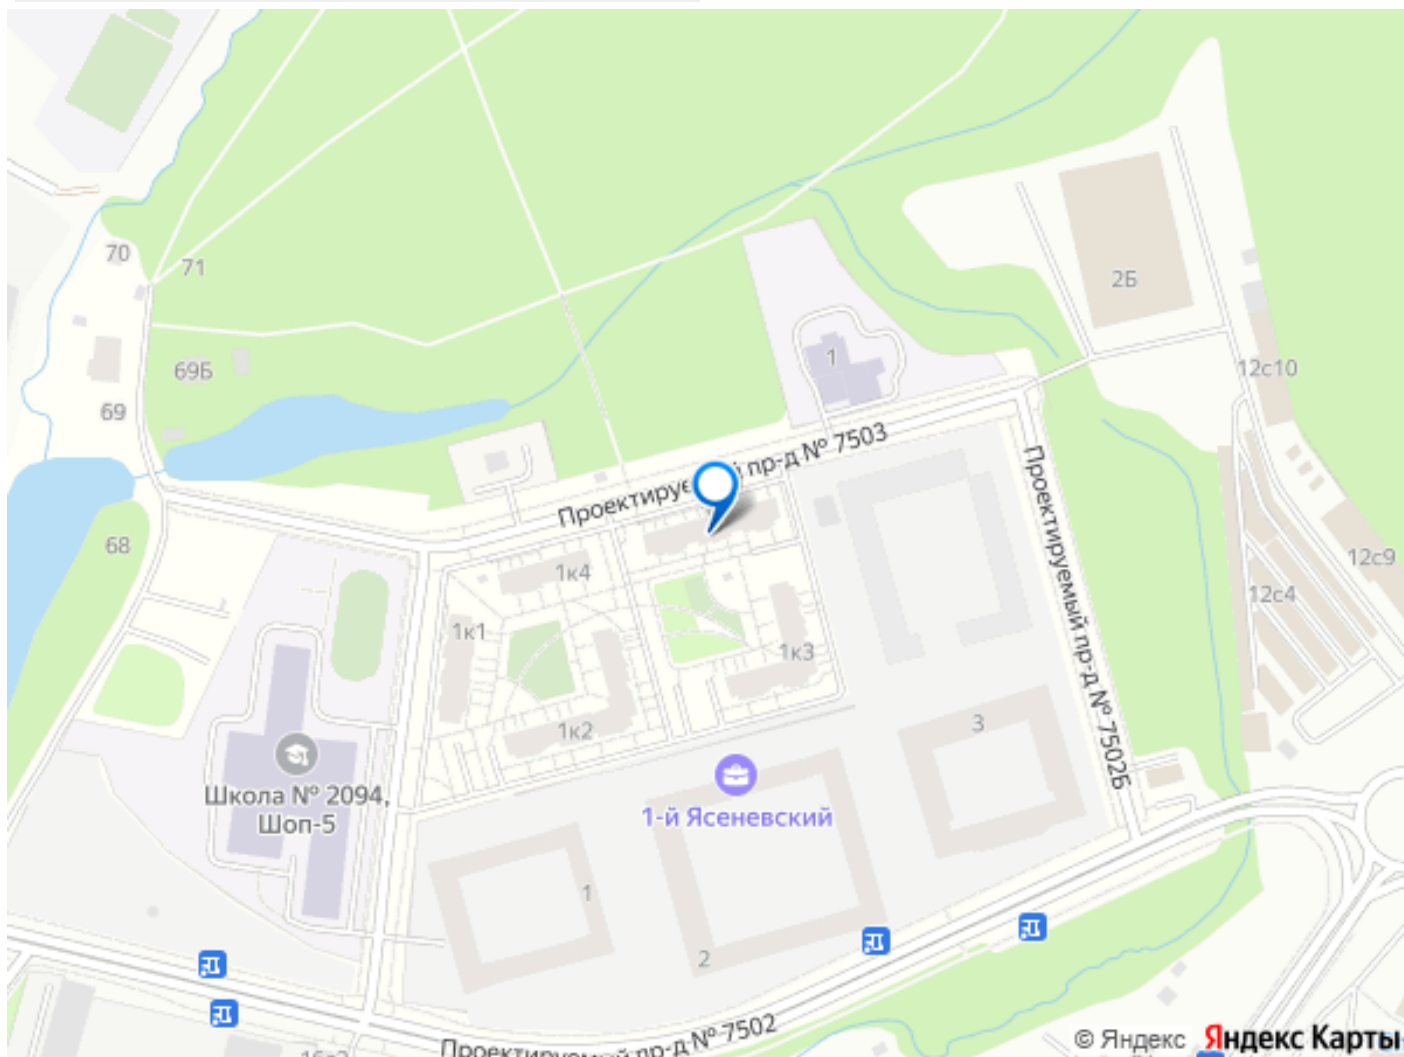 70
71
2Б
1
12с10
69Б
69
Проектируе
й пр-д № 7503
Проектируемый пр-д № 7502Б
68
1к4
12с9
12с4
1к1
1к3
1к2
3
Школа № 2094,
Шоп-5
1-й Ясеневский
1
2
Проектируемый пр-д № 7502
© Яндекс Яндекс Карты